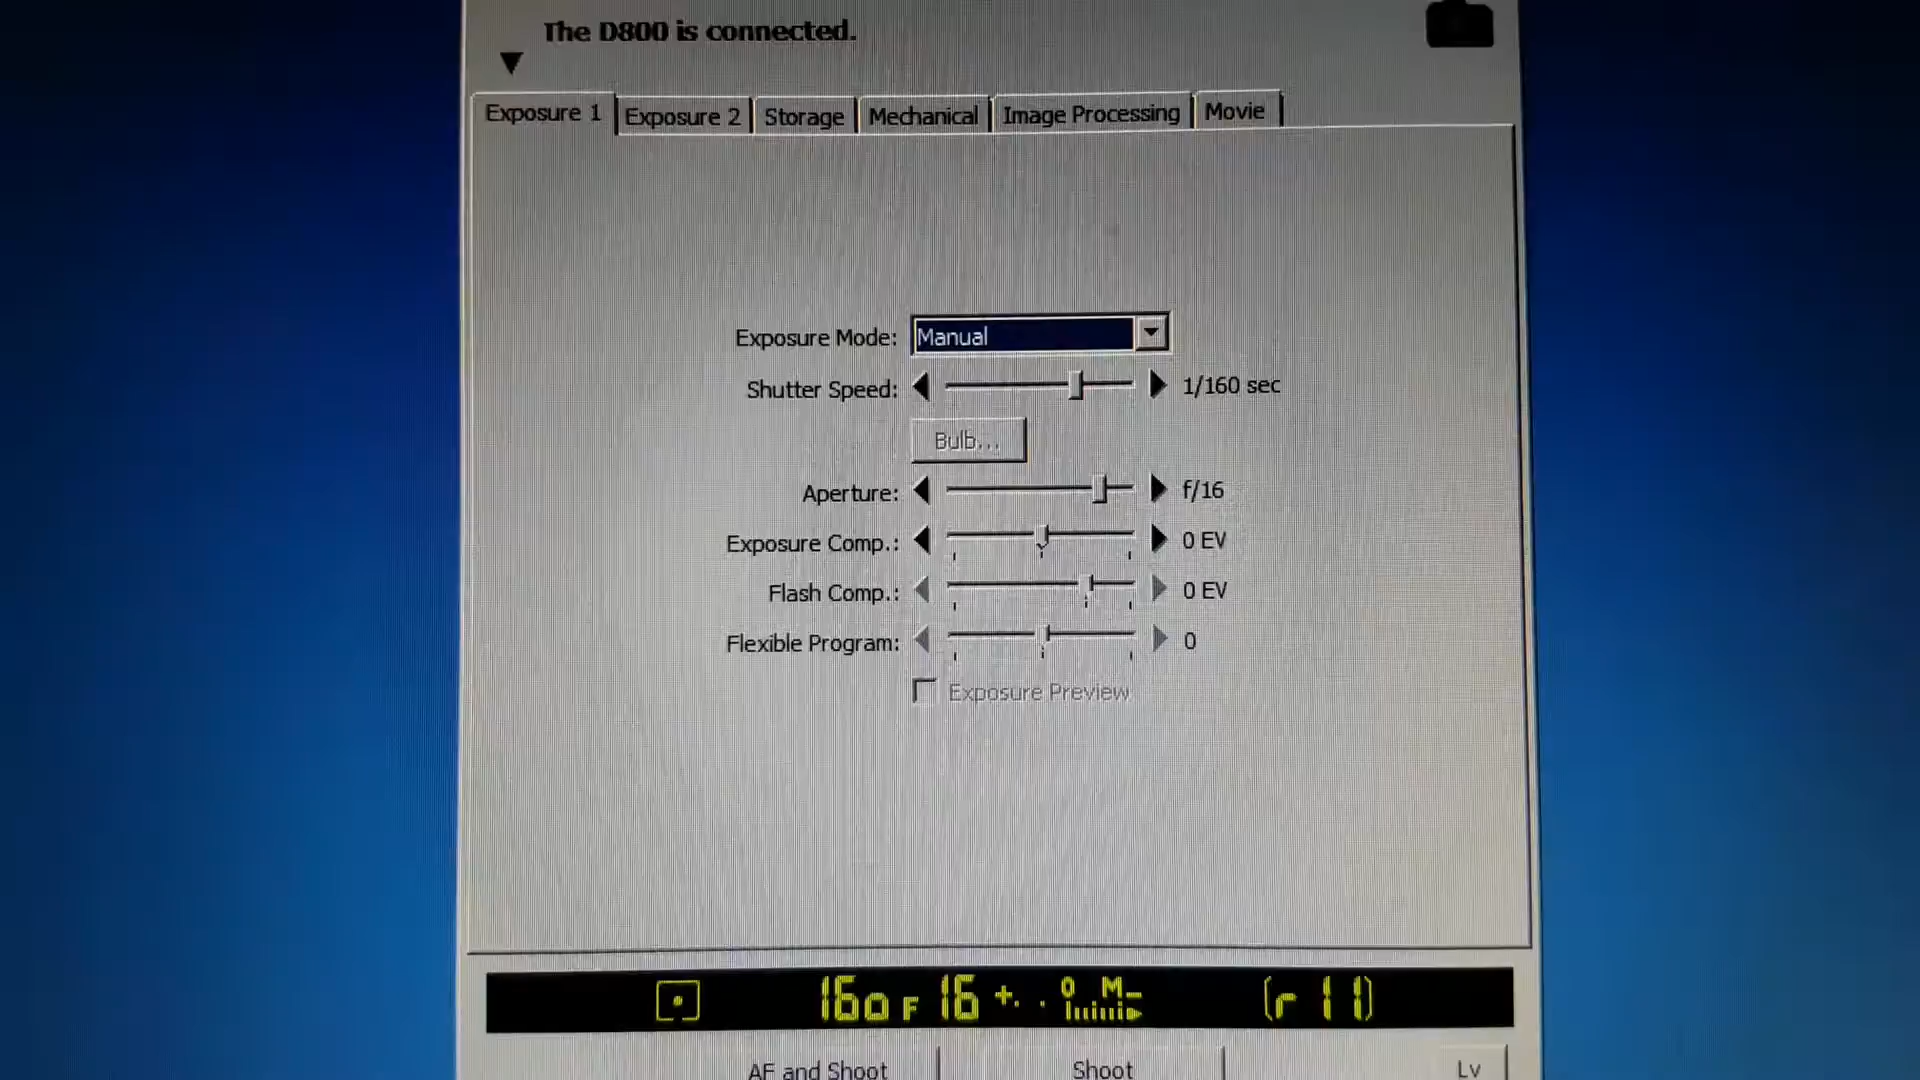 The D800 is connected.
Exposure 1 Exposure 2 Storage Mechanical Image Processing Movie
Exposure Mode: Manual
Shutter Speed: 1/160 sec
Bulb...
Aperture: f/16
Exposure Comp.: 0 EV
Flash Comp.: 0 EV
Flexible Program: 0
Exposure Preview
160 F 16 + 0 M - (r 11)
AF and Shoot Shoot Lv